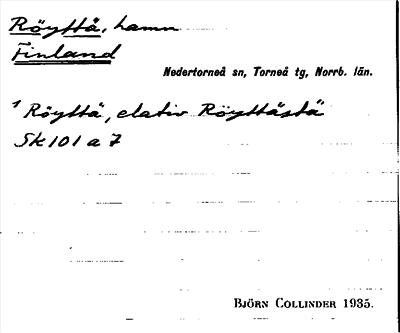 Röyttä, hamn
Finland
Nedertorneå sn, Torneå tg, Norrb. län.
1 Röyttä, elativ Röyttästä
Sk 101 a 7
BJÖRN COLLINDER 1935.